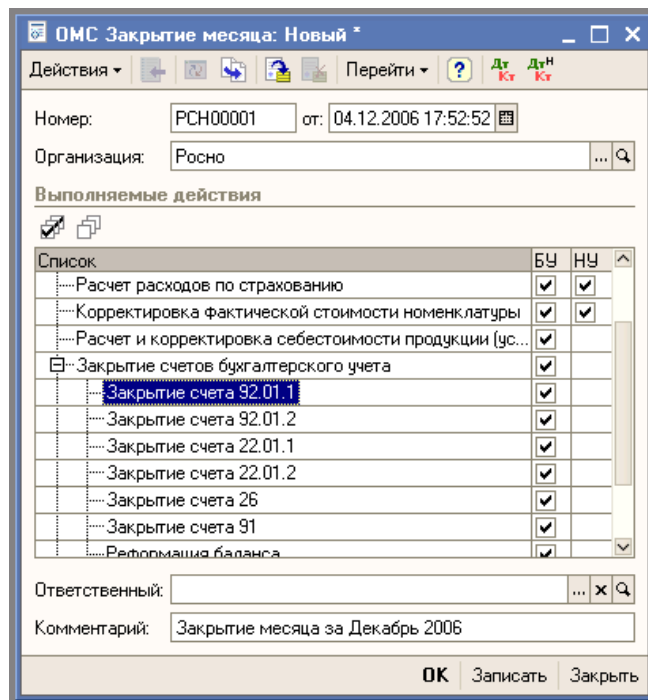 ОМС Закрытие месяца: Новый *
Действия Перейти ? Дт Кт Дтн Кт
Номер: РСН00001 от: 04.12.2006 17:52:52
Организация: Росно ...
Выполняемые действия
Список БУ НУ
Расчет расходов по страхованию
Корректировка фактической стоимости номенклатуры
Расчет и корректировка себестоимости продукции (ус...
Закрытие счетов бухгалтерского учета
Закрытие счета 92.01.1
Закрытие счета 92.01.2
Закрытие счета 22.01.1
Закрытие счета 22.01.2
Закрытие счета 26
Закрытие счета 91
Реформация баланса
Ответственный: ... x
Комментарий: Закрытие месяца за Декабрь 2006
OK Записать Закрыть